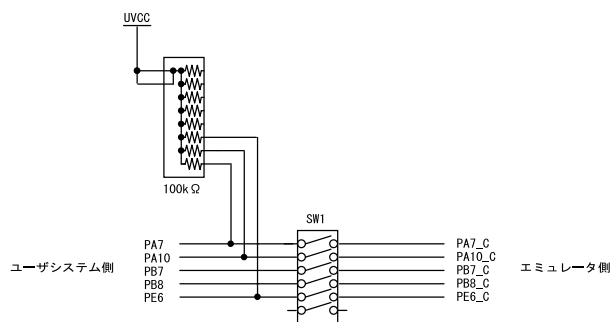 UVCC
100kΩ
SW1
PA7
PA7_C
PA10
PA10_C
ユーザシステム側
PB7
PB7_C
エミュレータ側
PB8
PB8_C
PE6
PE6_C